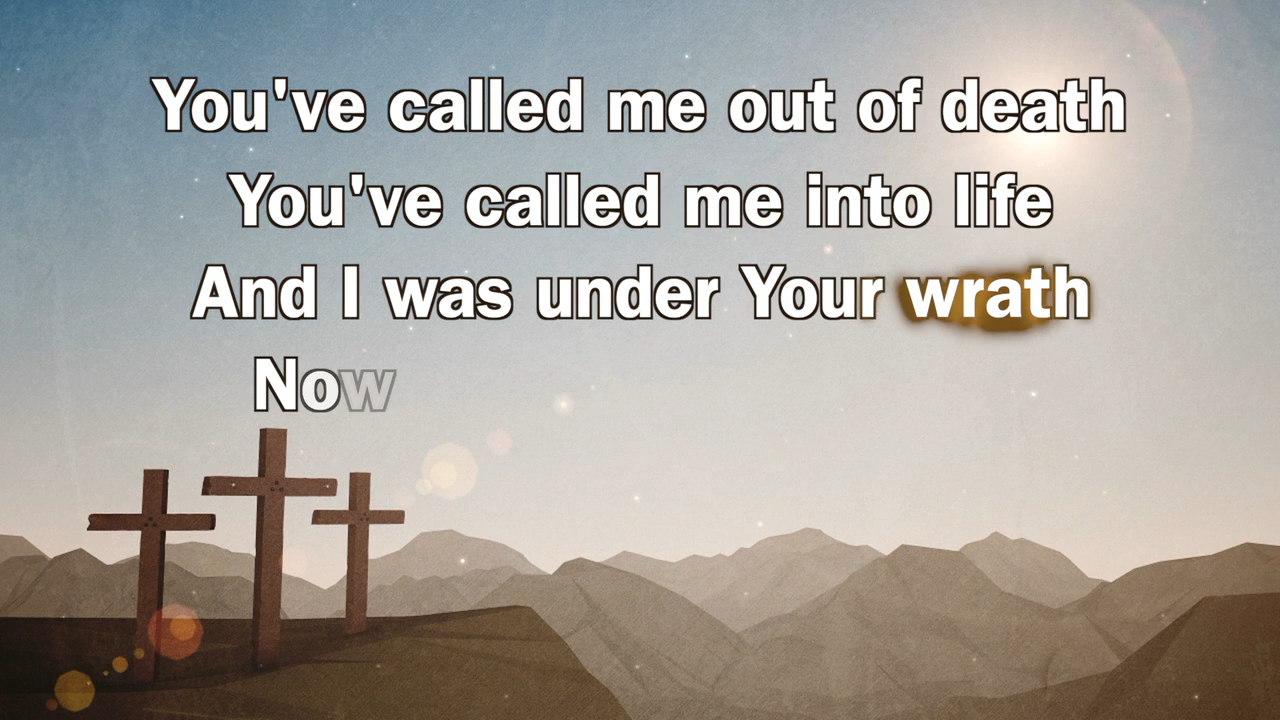 You've called me out of death
You've called me into life
And I was under Your wrath
Now